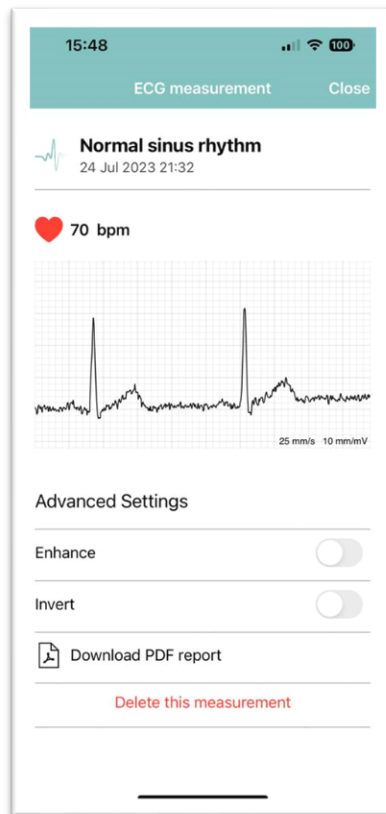 15:48
100
ECG measurement Close
Normal sinus rhythm
24 Jul 2023 21:32
70 bpm
25 mm/s 10 mm/mV
Advanced Settings
Enhance
Invert
Download PDF report
Delete this measurement